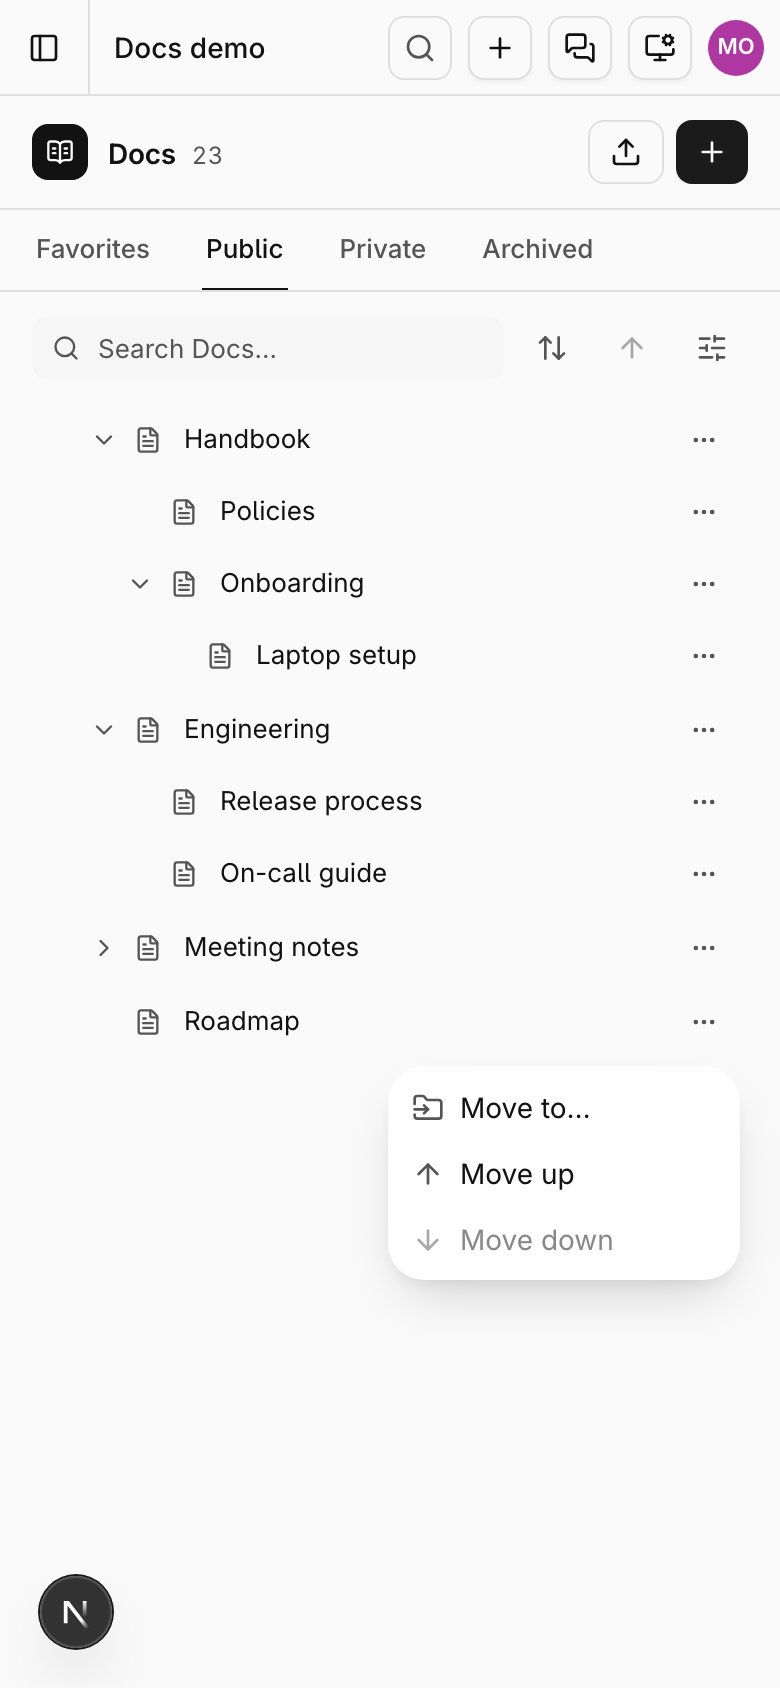 Docs demo
MO
Docs 23
Favorites Public Private Archived
Search Docs...
Handbook
Policies
Onboarding
Laptop setup
Engineering
Release process
On-call guide
Meeting notes
Roadmap
Move to...
Move up
Move down
N